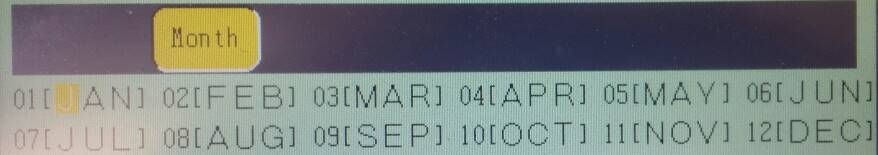 Month
01[JAN] 02[FEB] 03[MAR] 04[APR] 05[MAY] 06[JUN]
07[JUL] 08[AUG] 09[SEP] 10[OCT] 11[NOV] 12[DEC]